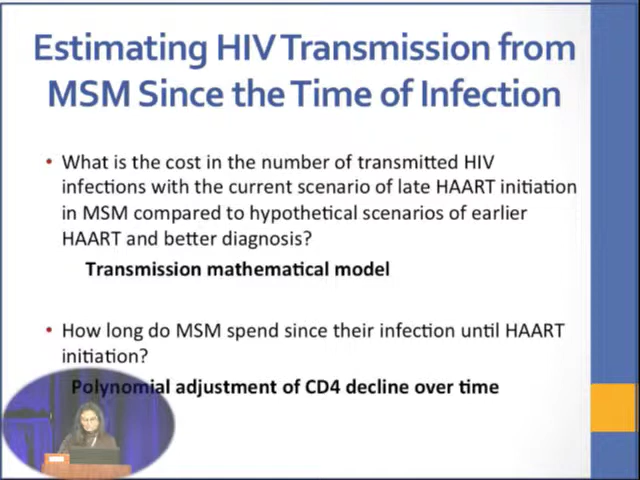 Estimating HIV Transmission from
MSM Since the Time of Infection
• What is the cost in the number of transmitted HIV
infections with the current scenario of late HAART initiation
in MSM compared to hypothetical scenarios of earlier
HAART and better diagnosis?
Transmission mathematical model
• How long do MSM spend since their infection until HAART
initiation?
Polynomial adjustment of CD4 decline over time